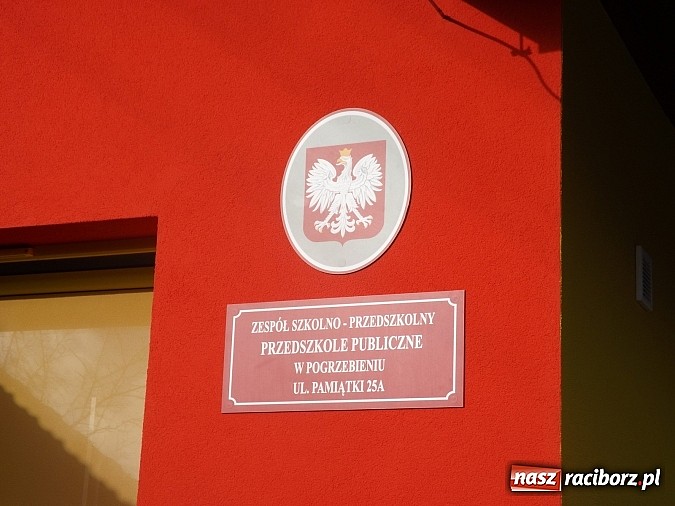 ZESPÓŁ SZKOLNO - PRZEDSZKOLNY
PRZEDSZKOLE PUBLICZNE
W POGRZEBIENIU
UL. PAMIĄTKI 25A
nasz raciborz.pl